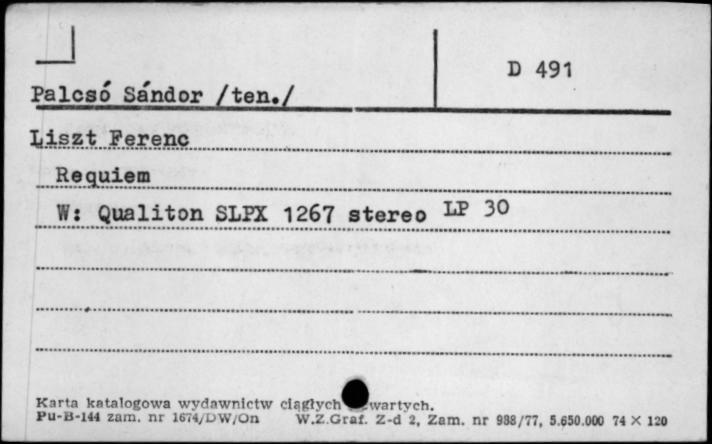 D 491
Palcsó Sándor /ten./
Liszt Ferenc
Requiem
W: Qualiton SLPX 1267 stereo LP 30
Karta katalogowa wydawnictw ciągłych wartych.
Pu-B-144 zam. nr 1674/DW/On W.Z.Graf. Z-d 2, Zam. nr 988/77, 5.650.000 74 × 120